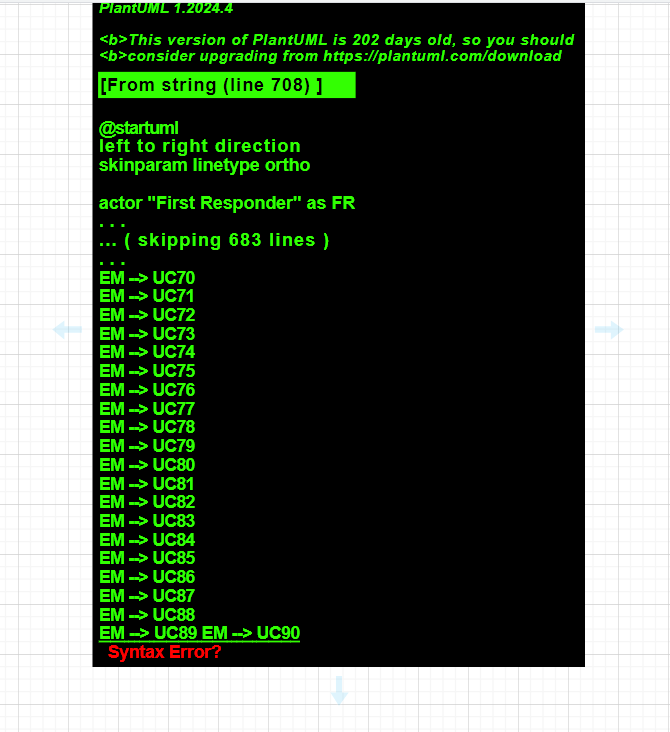 PlantUML 1.2024.4
<b>This version of PlantUML is 202 days old, so you should
<b>consider upgrading from https://plantuml.com/download
[From string (line 708) ]
@startuml
left to right direction
skinparam linetype ortho
actor "First Responder" as FR
...
... ( skipping 683 lines )
...
EM --> UC70
EM --> UC71
EM --> UC72
EM --> UC73
EM --> UC74
EM --> UC75
EM --> UC76
EM --> UC77
EM --> UC78
EM --> UC79
EM --> UC80
EM --> UC81
EM --> UC82
EM --> UC83
EM --> UC84
EM --> UC85
EM --> UC86
EM --> UC87
EM --> UC88
EM --> UC89 EM --> UC90
Syntax Error?